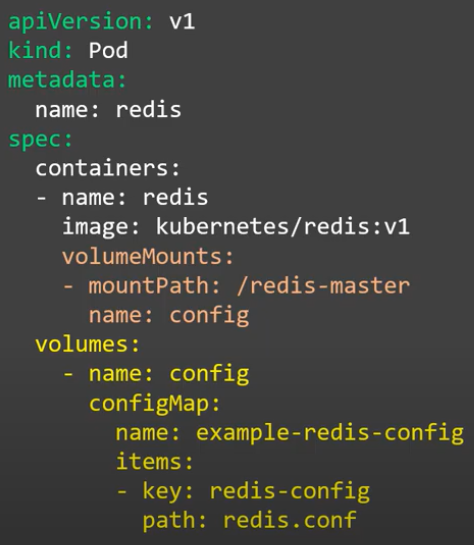 apiVersion: v1
kind: Pod
metadata:
  name: redis
spec:
  containers:
  - name: redis
    image: kubernetes/redis:v1
    volumeMounts:
    - mountPath: /redis-master
      name: config
  volumes:
    - name: config
      configMap:
        name: example-redis-config
        items:
        - key: redis-config
          path: redis.conf